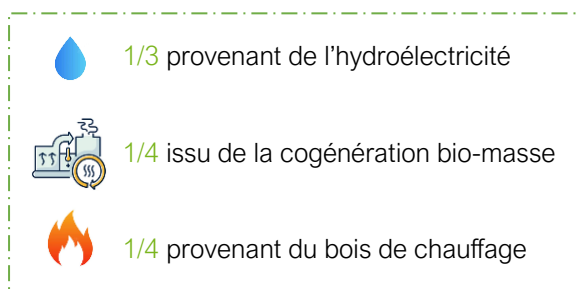 1/3 provenant de l’hydroélectricité
1/4 issu de la cogénération bio-masse
1/4 provenant du bois de chauffage